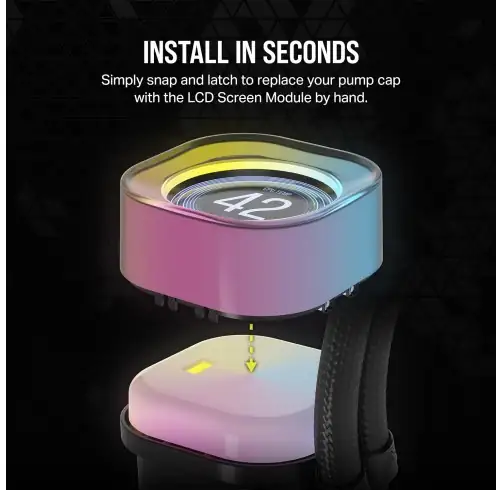 INSTALL IN SECONDS
Simply snap and latch to replace your pump cap
with the LCD Screen Module by hand.
42